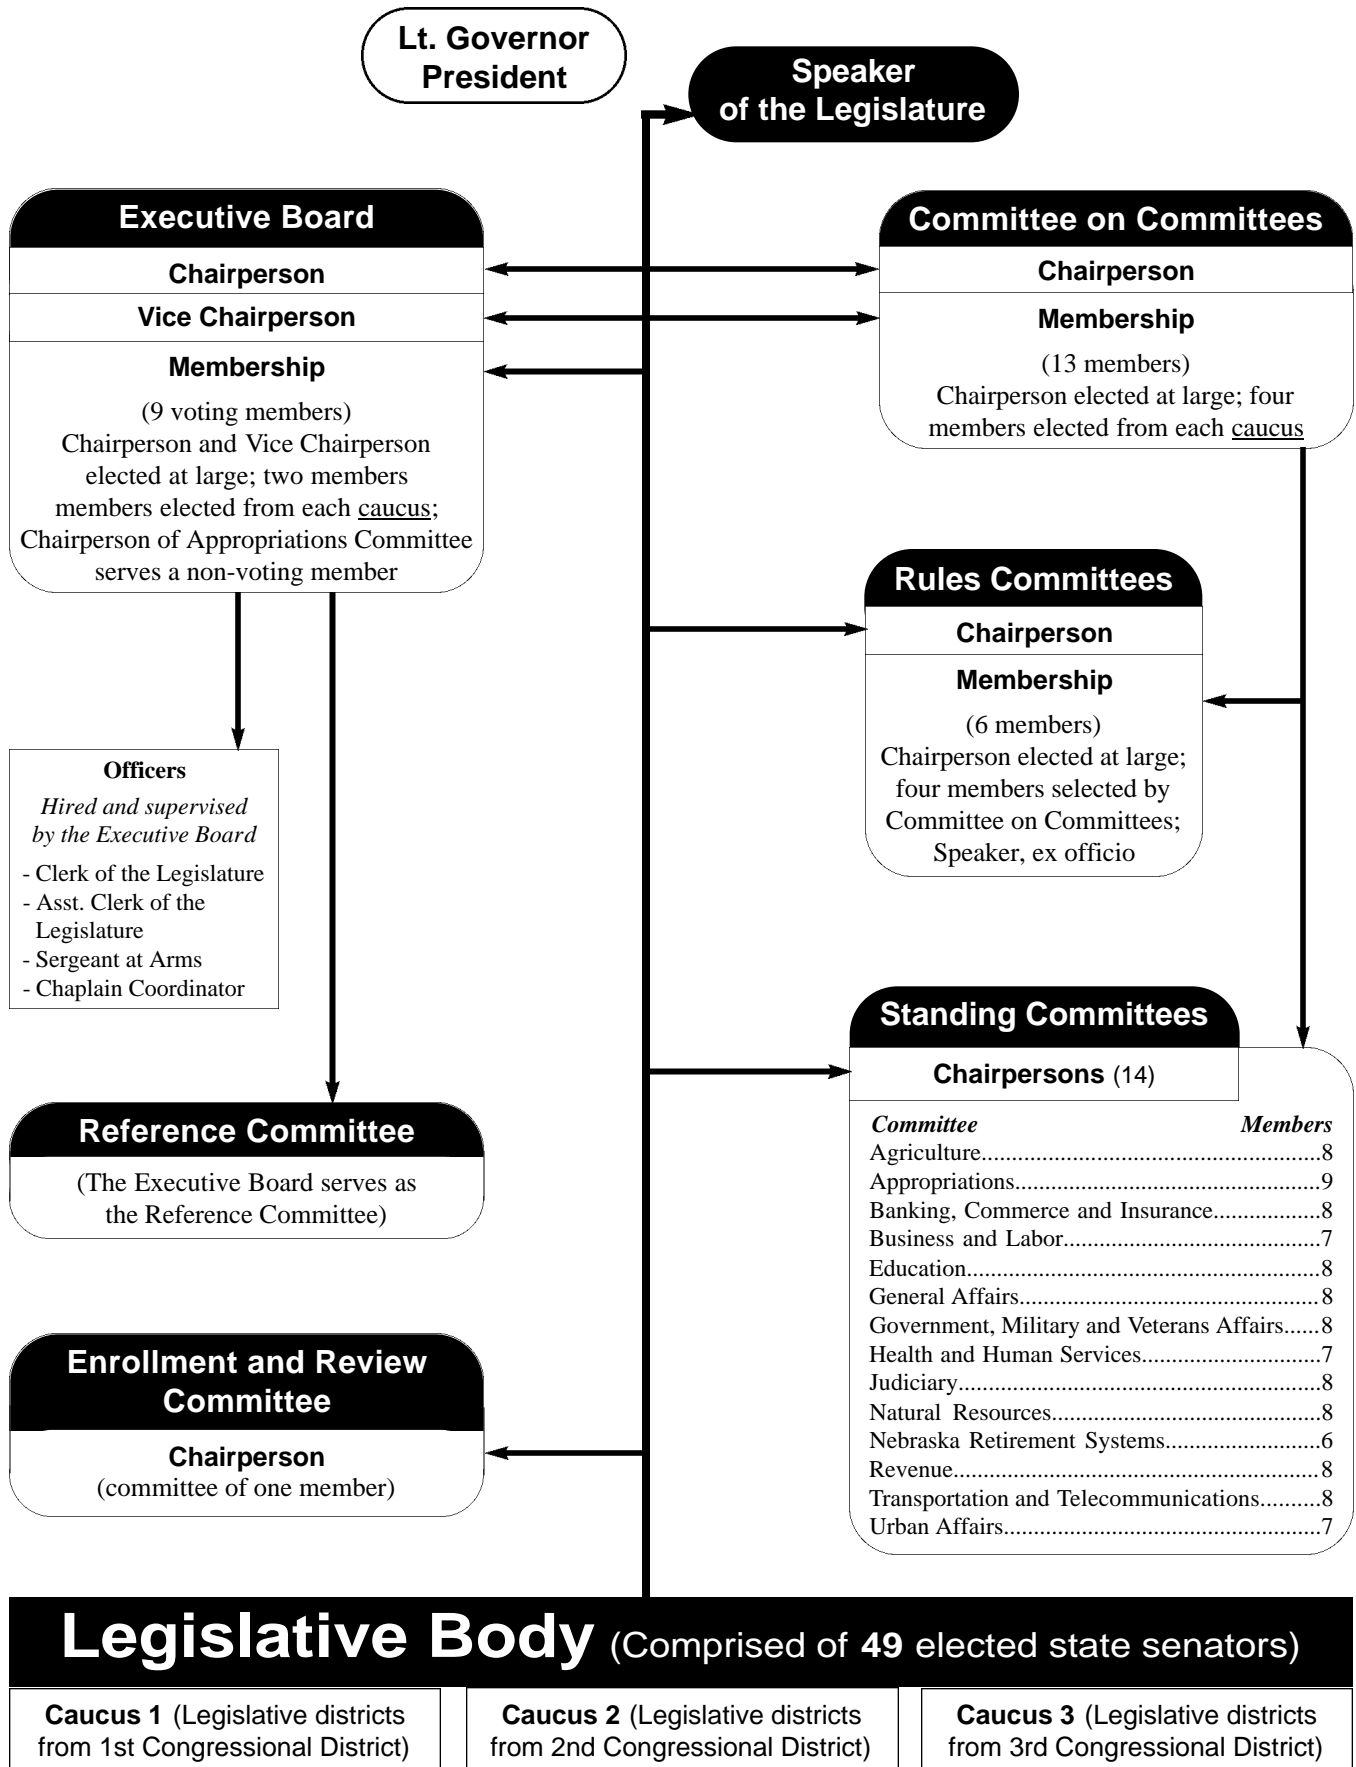 Lt. Governor
President
Speaker
of the Legislature
Executive Board
Chairperson
Vice Chairperson
Membership
(9 voting members)
Chairperson and Vice Chairperson
elected at large; two members
members elected from each caucus;
Chairperson of Appropriations Committee
serves a non-voting member
Committee on Committees
Chairperson
Membership
(13 members)
Chairperson elected at large; four
members elected from each caucus
Rules Committees
Chairperson
Membership
(6 members)
Chairperson elected at large;
four members selected by
Committee on Committees;
Speaker, ex officio
Officers
Hired and supervised
by the Executive Board
- Clerk of the Legislature
- Asst. Clerk of the
Legislature
- Sergeant at Arms
- Chaplain Coordinator
Standing Committees
Chairpersons (14)
Committee Members
Agriculture....................................................8
Appropriations...............................................9
Banking, Commerce and Insurance.................8
Business and Labor.........................................7
Education.......................................................8
General Affairs...............................................8
Government, Military and Veterans Affairs......8
Health and Human Services............................7
Judiciary........................................................8
Natural Resources..........................................8
Nebraska Retirement Systems........................6
Revenue.........................................................8
Transportation and Telecommunications.........8
Urban Affairs..................................................7
Reference Committee
(The Executive Board serves as
the Reference Committee)
Enrollment and Review
Committee
Chairperson
(committee of one member)
Legislative Body (Comprised of 49 elected state senators)
Caucus 1 (Legislative districts
from 1st Congressional District)
Caucus 2 (Legislative districts
from 2nd Congressional District)
Caucus 3 (Legislative districts
from 3rd Congressional District)